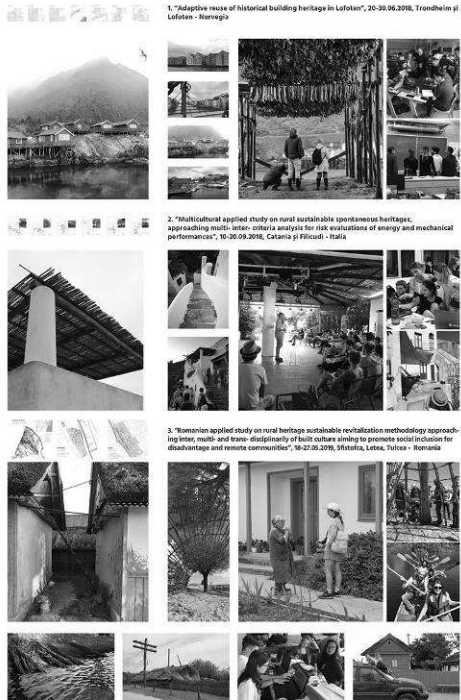 1. "Adaptive reuse of historical building heritage in Lofoten", 20-30.06.2018, Trondheim și
Lofoten - Norvegia
2. "Multicultural applied study on rural sustainable spontaneous heritages,
approaching multi- inter- criteria analysis for risk evaluations of energy and mechanical
performances", 10-20.09.2018, Catania și Filicudi - Italia
3. "Romanian applied study on rural heritage sustainable revitalization methodology approach-
ing inter, multi- and trans- disciplinarily of built culture aiming to promote social inclusion for
disadvantage and remote communities", 18-27.05.2019, Sfistofca, Letea, Tulcea - Romania